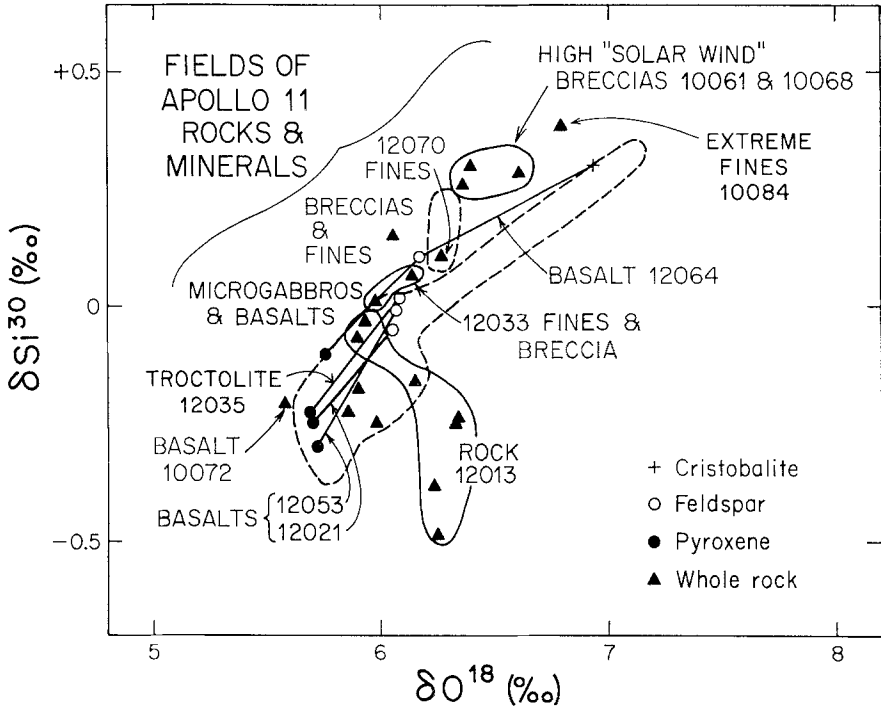 +0.5
0
-0.5
δSi³⁰ (‰)
5
6
7
8
δO¹⁸ (‰)
FIELDS OF
APOLLO 11
ROCKS &
MINERALS
HIGH "SOLAR WIND"
BRECCIAS 10061 & 10068
12070
FINES
EXTREME
FINES
10084
BRECCIAS
&
FINES
BASALT 12064
MICROGABBROS
& BASALTS
12033 FINES &
BRECCIA
TROCTOLITE
12035
BASALT
10072
ROCK
12013
BASALTS { 12053
12021
+ Cristobalite
○ Feldspar
● Pyroxene
▲ Whole rock